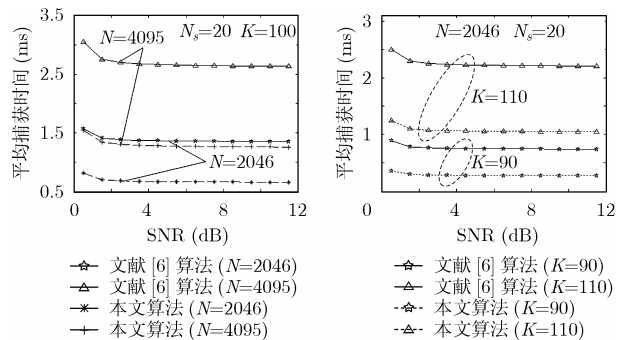 3.5
2.5
1.5
0.5
平均捕获时间 (ms)
N_s=20 K=100
N=4095
N=2046
0 4 8 12
SNR (dB)
文献 [6] 算法 (N=2046)
文献 [6] 算法 (N=4095)
本文算法 (N=2046)
本文算法 (N=4095)
3
2
1
平均捕获时间 (ms)
N=2046 N_s=20
K=110
K=90
0 4 8 12
SNR (dB)
文献 [6] 算法 (K=90)
文献 [6] 算法 (K=110)
本文算法 (K=90)
本文算法 (K=110)